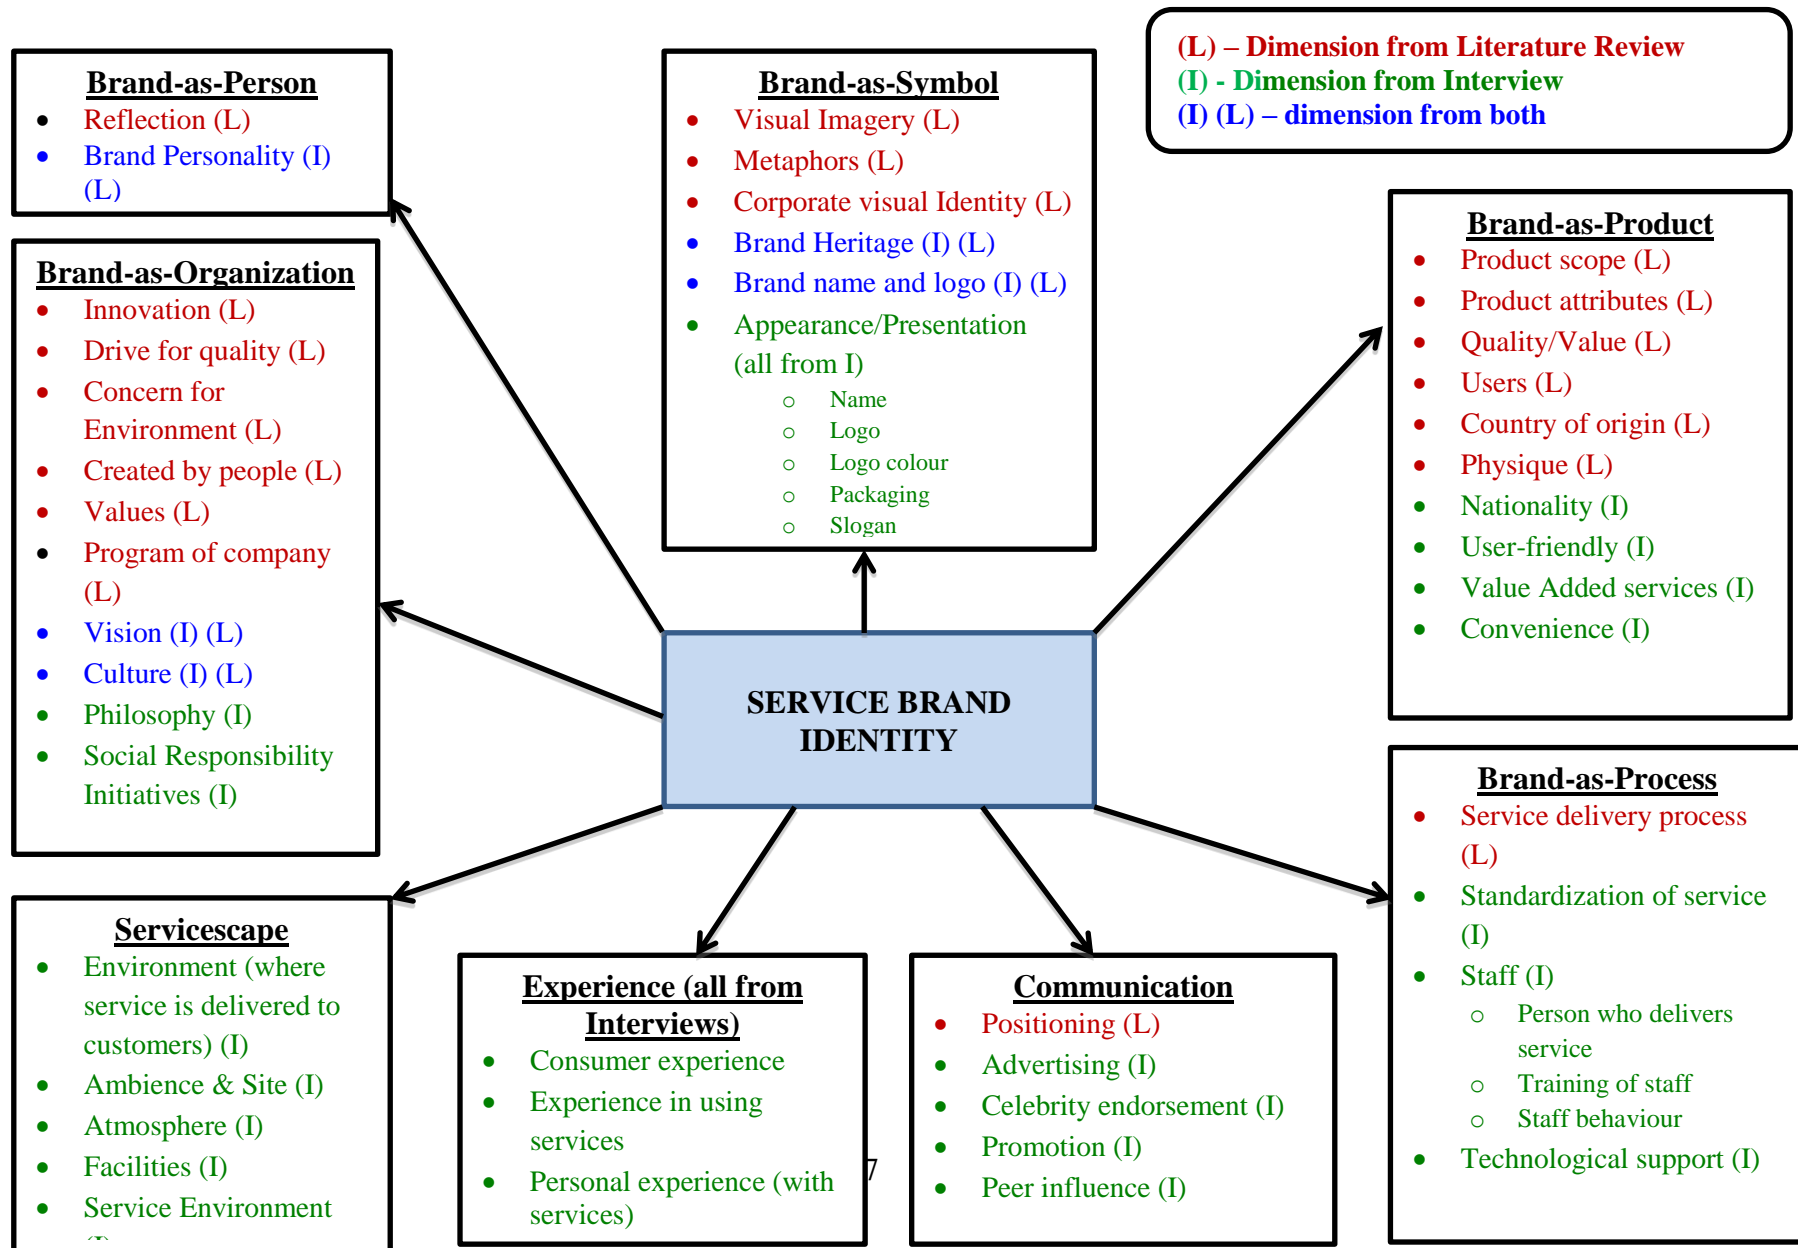 (L) – Dimension from Literature Review
(I) - Dimension from Interview
(I) (L) – dimension from both
Brand-as-Person
Reflection (L)
Brand Personality (I)
(L)
Brand-as-Symbol
Visual Imagery (L)
Metaphors (L)
Corporate visual Identity (L)
Brand Heritage (I) (L)
Brand name and logo (I) (L)
Appearance/Presentation
(all from I)
Name
Logo
Logo colour
Packaging
Slogan
Brand-as-Product
Product scope (L)
Product attributes (L)
Quality/Value (L)
Users (L)
Country of origin (L)
Physique (L)
Nationality (I)
User-friendly (I)
Value Added services (I)
Convenience (I)
Brand-as-Organization
Innovation (L)
Drive for quality (L)
Concern for
Environment (L)
Created by people (L)
Values (L)
Program of company
(L)
Vision (I) (L)
Culture (I) (L)
Philosophy (I)
Social Responsibility
Initiatives (I)
SERVICE BRAND
IDENTITY
Brand-as-Process
Service delivery process
(L)
Standardization of service
(I)
Staff (I)
Person who delivers
service
Training of staff
Staff behaviour
Technological support (I)
Servicescape
Environment (where
service is delivered to
customers) (I)
Ambience & Site (I)
Atmosphere (I)
Facilities (I)
Service Environment
Experience (all from
Interviews)
Consumer experience
Experience in using
services
Personal experience (with
services)
7
Communication
Positioning (L)
Advertising (I)
Celebrity endorsement (I)
Promotion (I)
Peer influence (I)